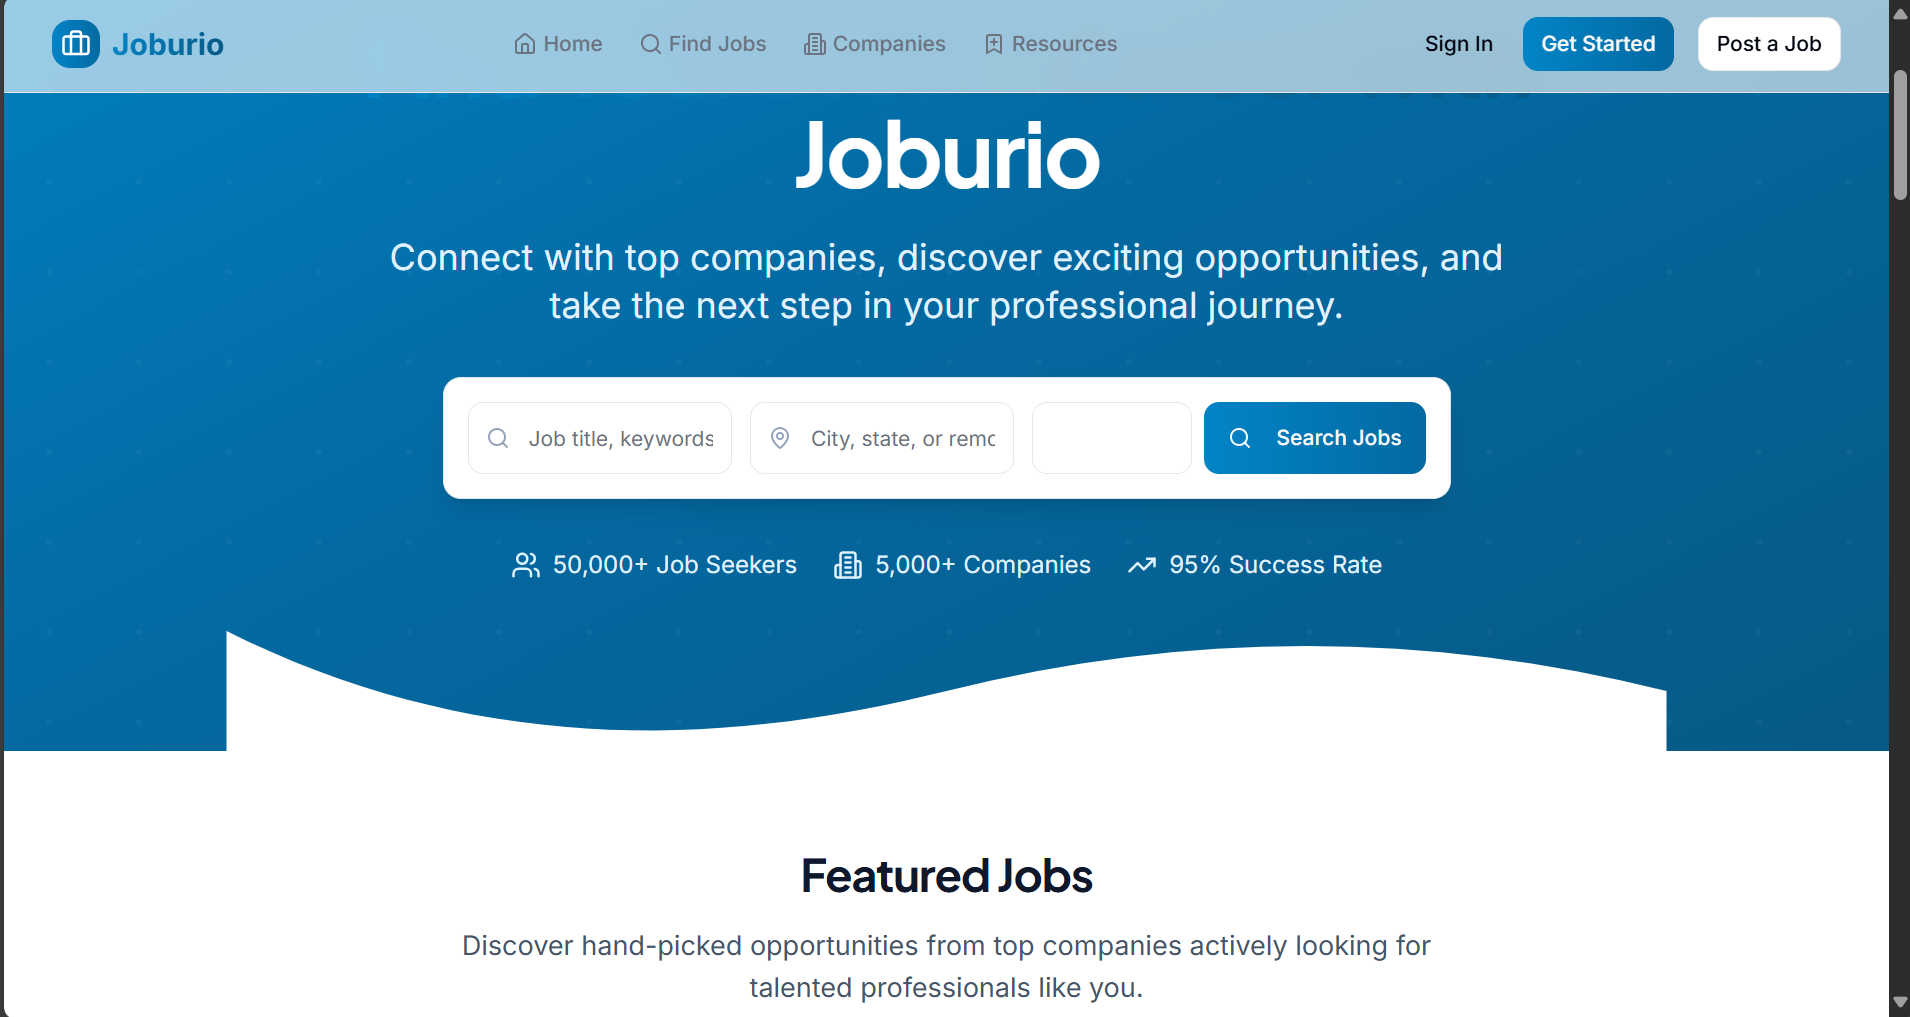 Joburio
Home
Find Jobs
Companies
Resources
Sign In
Get Started
Post a Job
Joburio
Connect with top companies, discover exciting opportunities, and
take the next step in your professional journey.
Job title, keywords
City, state, or
Search Jobs
50,000+ Job Seekers
5,000+ Companies
95% Success Rate
Featured Jobs
Discover hand-picked opportunities from top companies actively looking for
talented professionals like you.